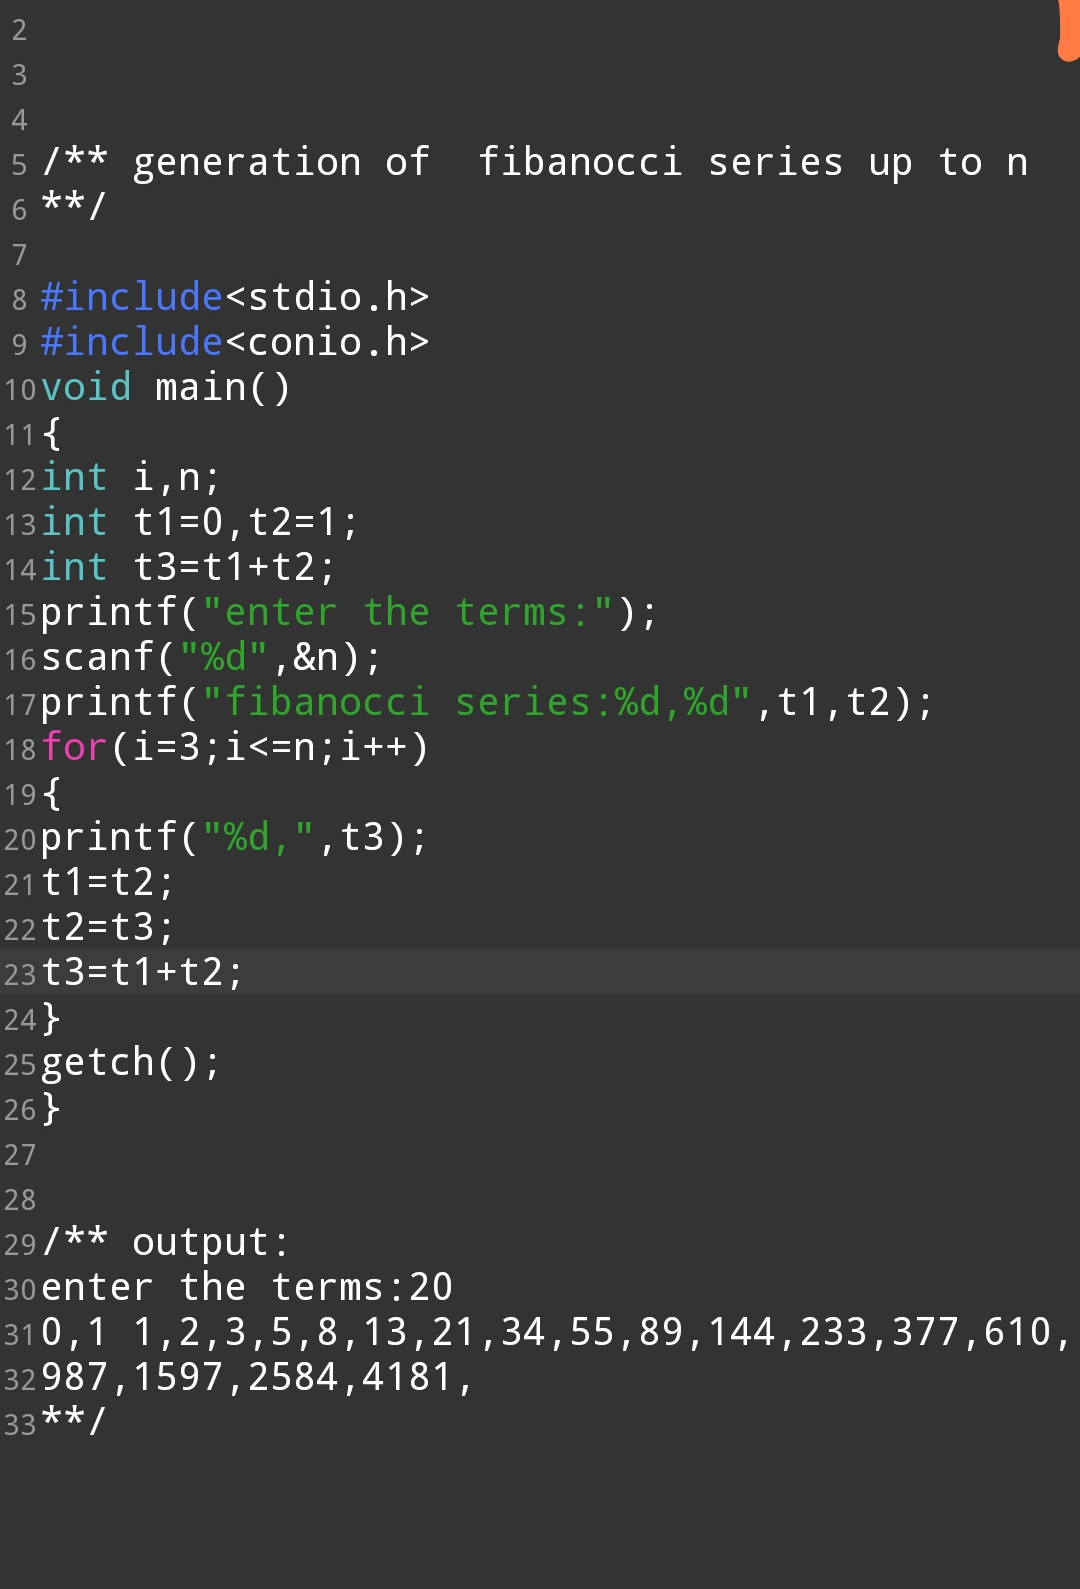 2
3
4
5 /** generation of  fibanocci series up to n
6 **/
7
8 #include<stdio.h>
9 #include<conio.h>
10 void main()
11 {
12 int i,n;
13 int t1=0,t2=1;
14 int t3=t1+t2;
15 printf("enter the terms:");
16 scanf("%d",&n);
17 printf("fibanocci series:%d,%d",t1,t2);
18 for(i=3;i<=n;i++)
19 {
20 printf("%d,",t3);
21 t1=t2;
22 t2=t3;
23 t3=t1+t2;
24 }
25 getch();
26 }
27
28
29 /** output:
30 enter the terms:20
31 0,1 1,2,3,5,8,13,21,34,55,89,144,233,377,610,
32 987,1597,2584,4181,
33 **/